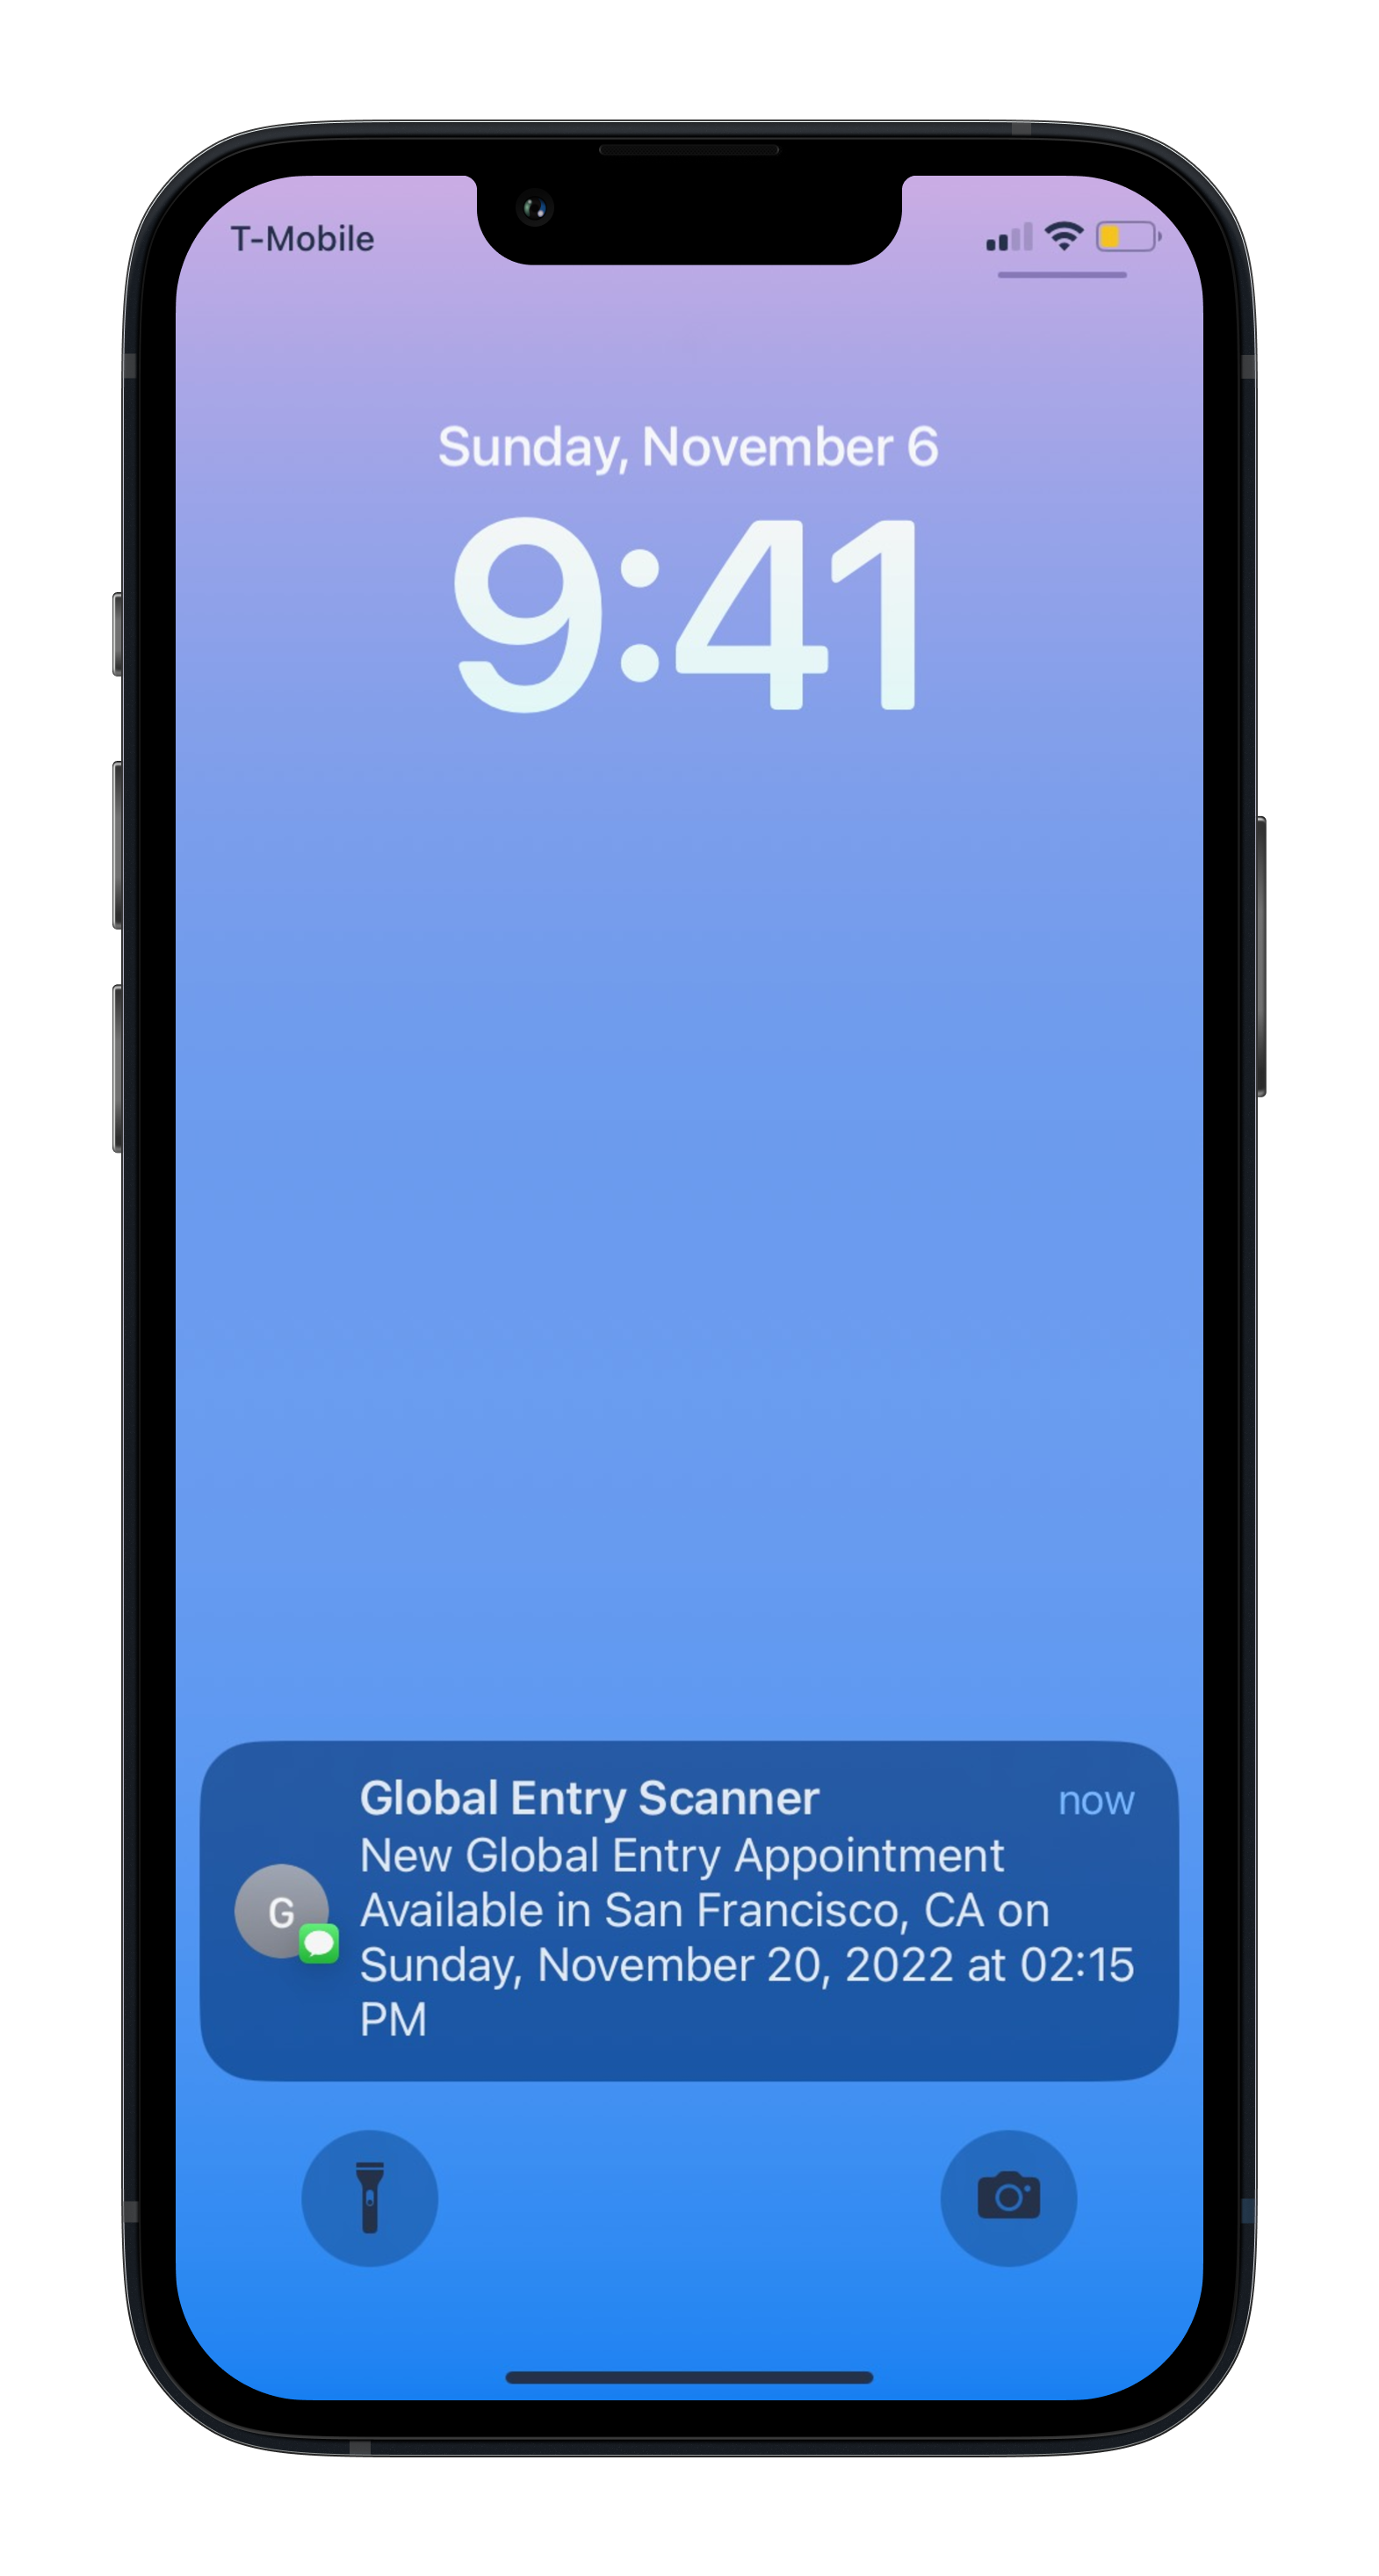 T-Mobile
Sunday, November 6
9:41
Global Entry Scanner now
G
New Global Entry Appointment
Available in San Francisco, CA on
Sunday, November 20, 2022 at 02:15
PM